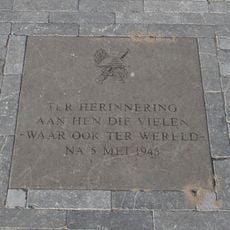 TER HERINNERING
AAN HEN DIE VIELEN
-WAAR OOK TER WERELD-
NA 5 MEI 1945